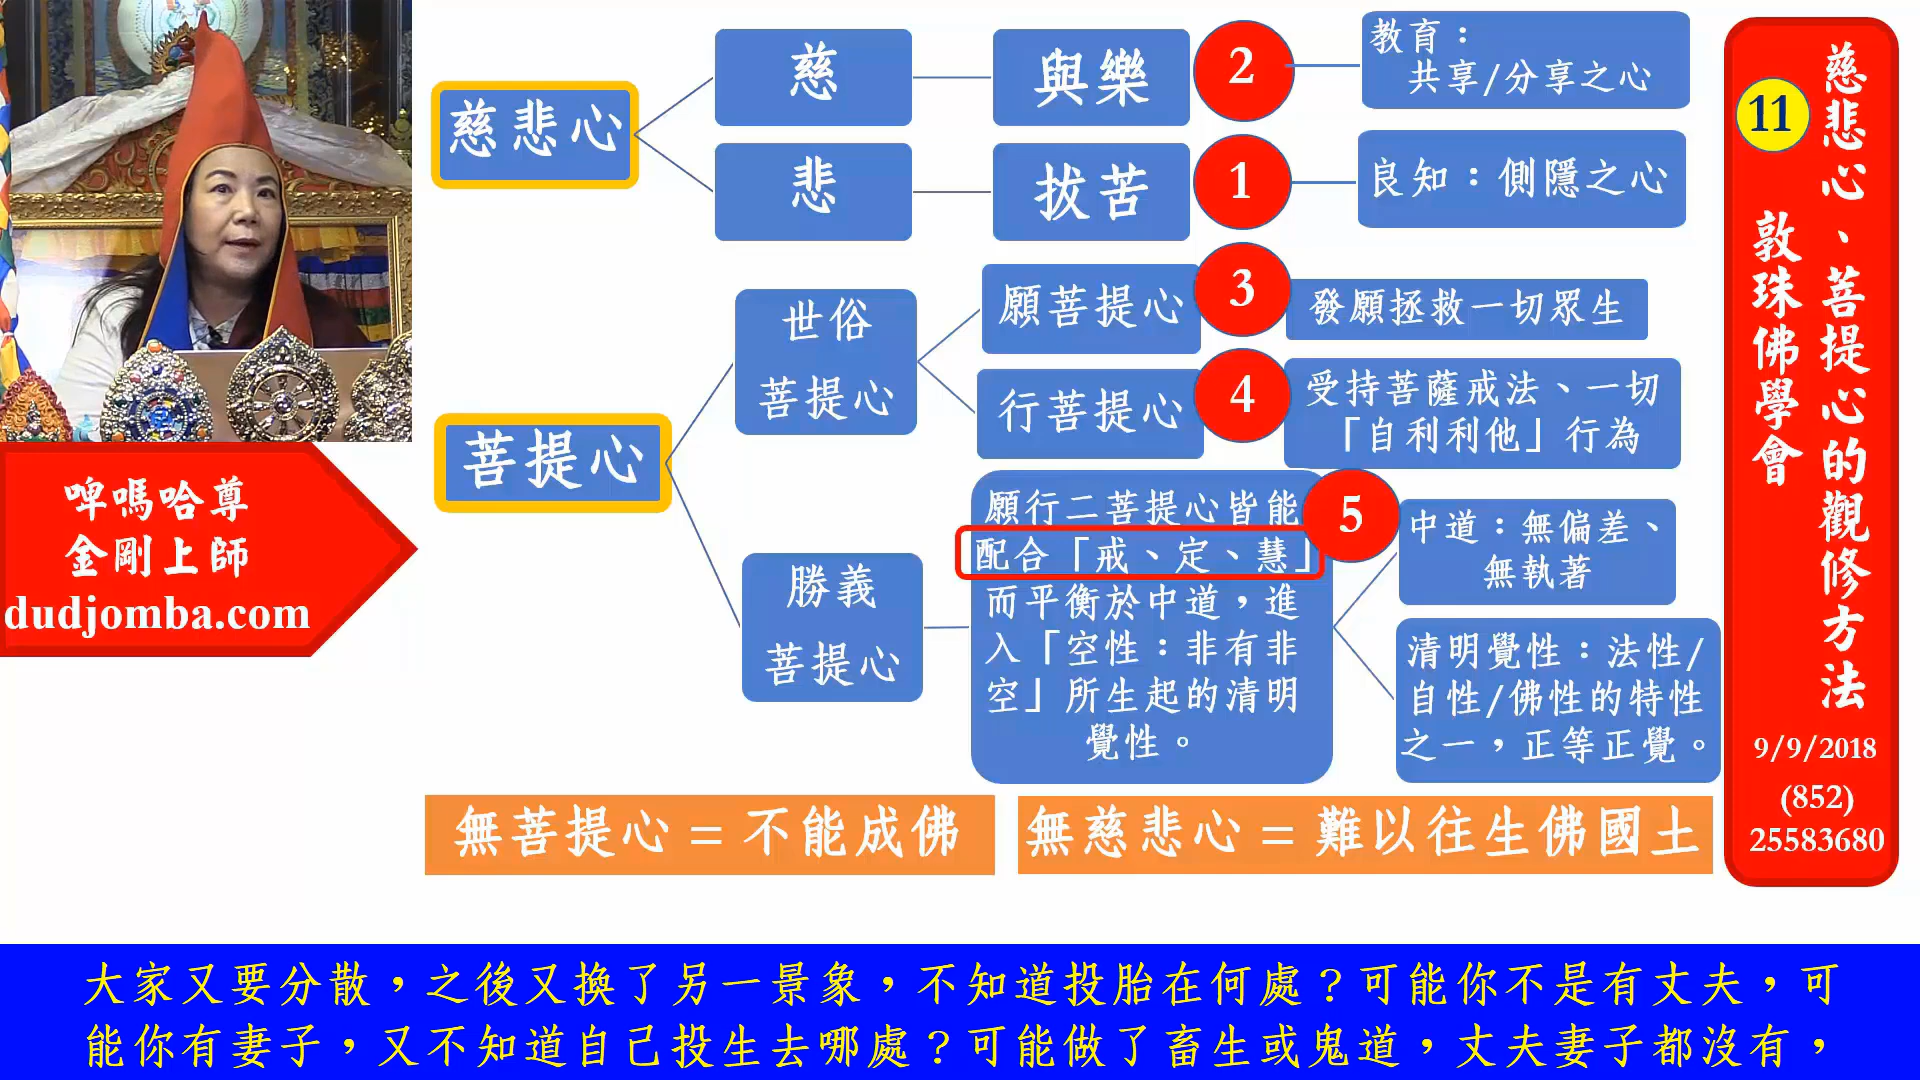 慈悲心
慈
與樂
2
教育：
共享/分享之心
悲
拔苦
1
良知：側隱之心
菩提心
世俗
菩提心
願菩提心
3
發願拯救一切眾生
行菩提心
4
受持菩薩戒法、一切
「自利利他」行為
勝義
菩提心
願行二菩提心皆能
配合「戒、定、慧」
而平衡於中道，進
入「空性：非有非
空」所生起的清明
覺性。
5
中道：無偏差、
無執著
清明覺性：法性/
自性/佛性的特性
之一，正等正覺。
無菩提心＝不能成佛
無慈悲心＝難以往生佛國土
啤嗎哈尊
金剛上師
dudjomba.com
慈悲心、菩提心的觀修方法
11
敦珠佛學會
9/9/2018
(852)
25583680
大家又要分散，之後又換了另一景象，不知道投胎在何處？可能你不是有丈夫，可
能你有妻子，又不知道自己投生去哪處？可能做了畜生或鬼道，丈夫妻子都沒有，